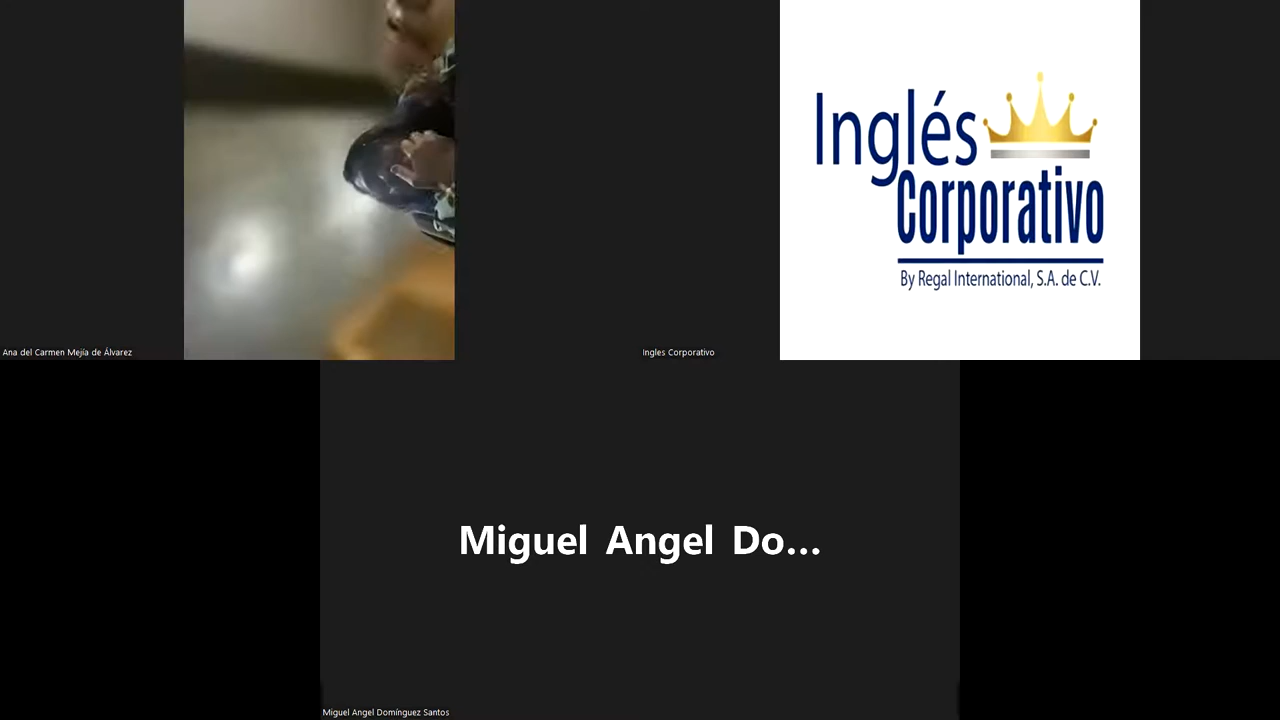 Inglés
Corporativo
By Regal International, S.A. de C.V.
Ana del Carmen Mejía de Álvarez
Ingles Corporativo
Miguel Angel Do...
Miguel Angel Domínguez Santos